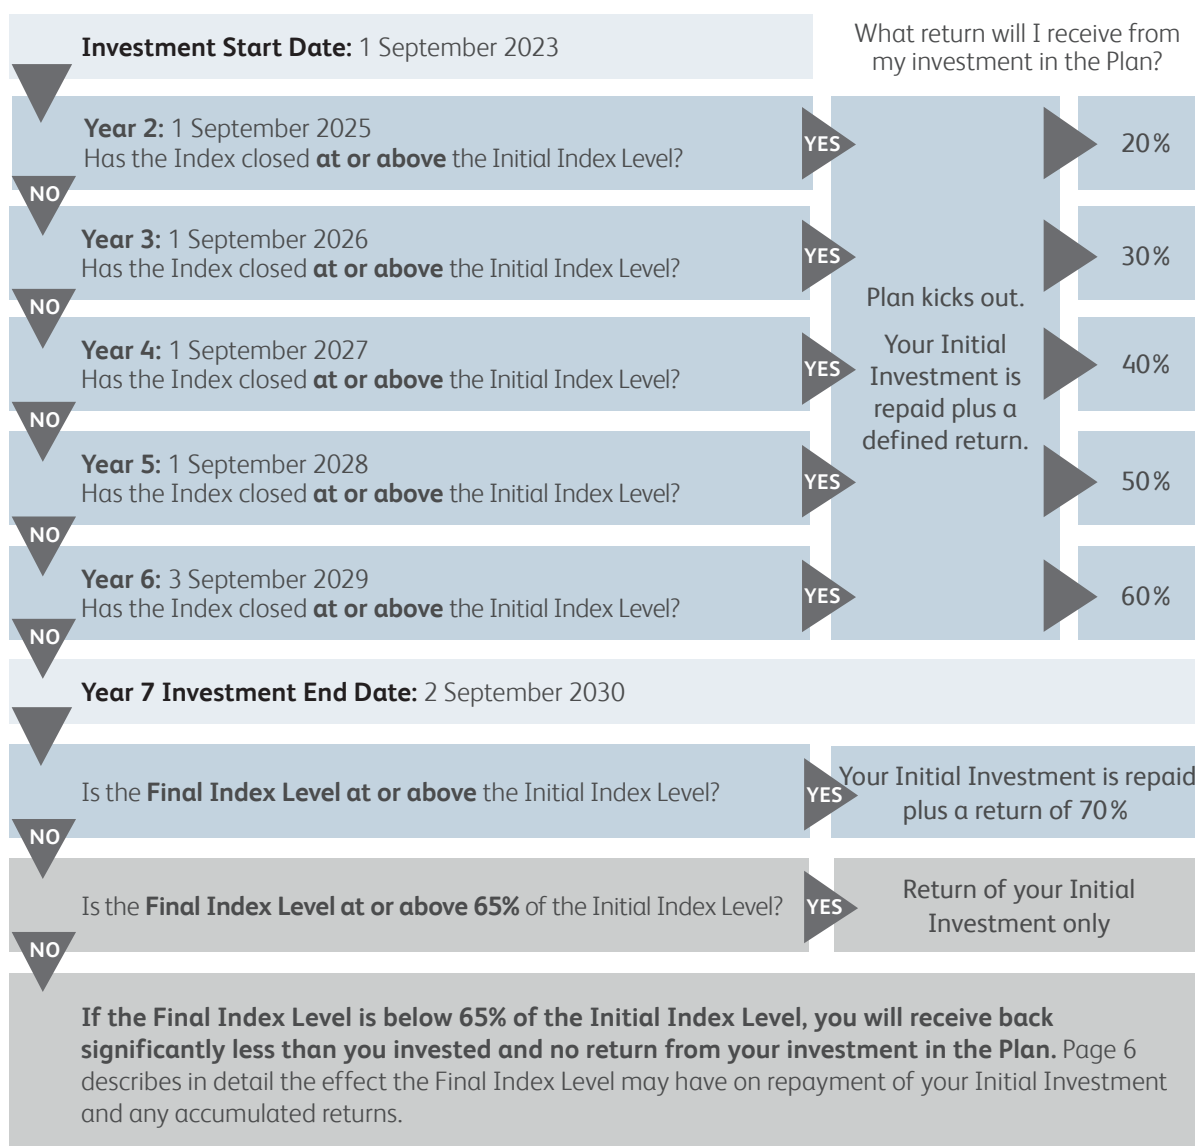 Investment Start Date: 1 September 2023
What return will I receive from
my investment in the Plan?
Year 2: 1 September 2025
Has the Index closed at or above the Initial Index Level?
YES
20%
NO
Year 3: 1 September 2026
Has the Index closed at or above the Initial Index Level?
YES
30%
NO
Plan kicks out.
Your Initial
Investment is
repaid plus a
defined return.
Year 4: 1 September 2027
Has the Index closed at or above the Initial Index Level?
YES
40%
NO
Year 5: 1 September 2028
Has the Index closed at or above the Initial Index Level?
YES
50%
NO
Year 6: 3 September 2029
Has the Index closed at or above the Initial Index Level?
YES
60%
NO
Year 7 Investment End Date: 2 September 2030
Is the Final Index Level at or above the Initial Index Level?
YES
Your Initial Investment is repaid
plus a return of 70%
NO
Is the Final Index Level at or above 65% of the Initial Index Level?
YES
Return of your Initial
Investment only
NO
If the Final Index Level is below 65% of the Initial Index Level, you will receive back
significantly less than you invested and no return from your investment in the Plan. Page 6
describes in detail the effect the Final Index Level may have on repayment of your Initial Investment
and any accumulated returns.